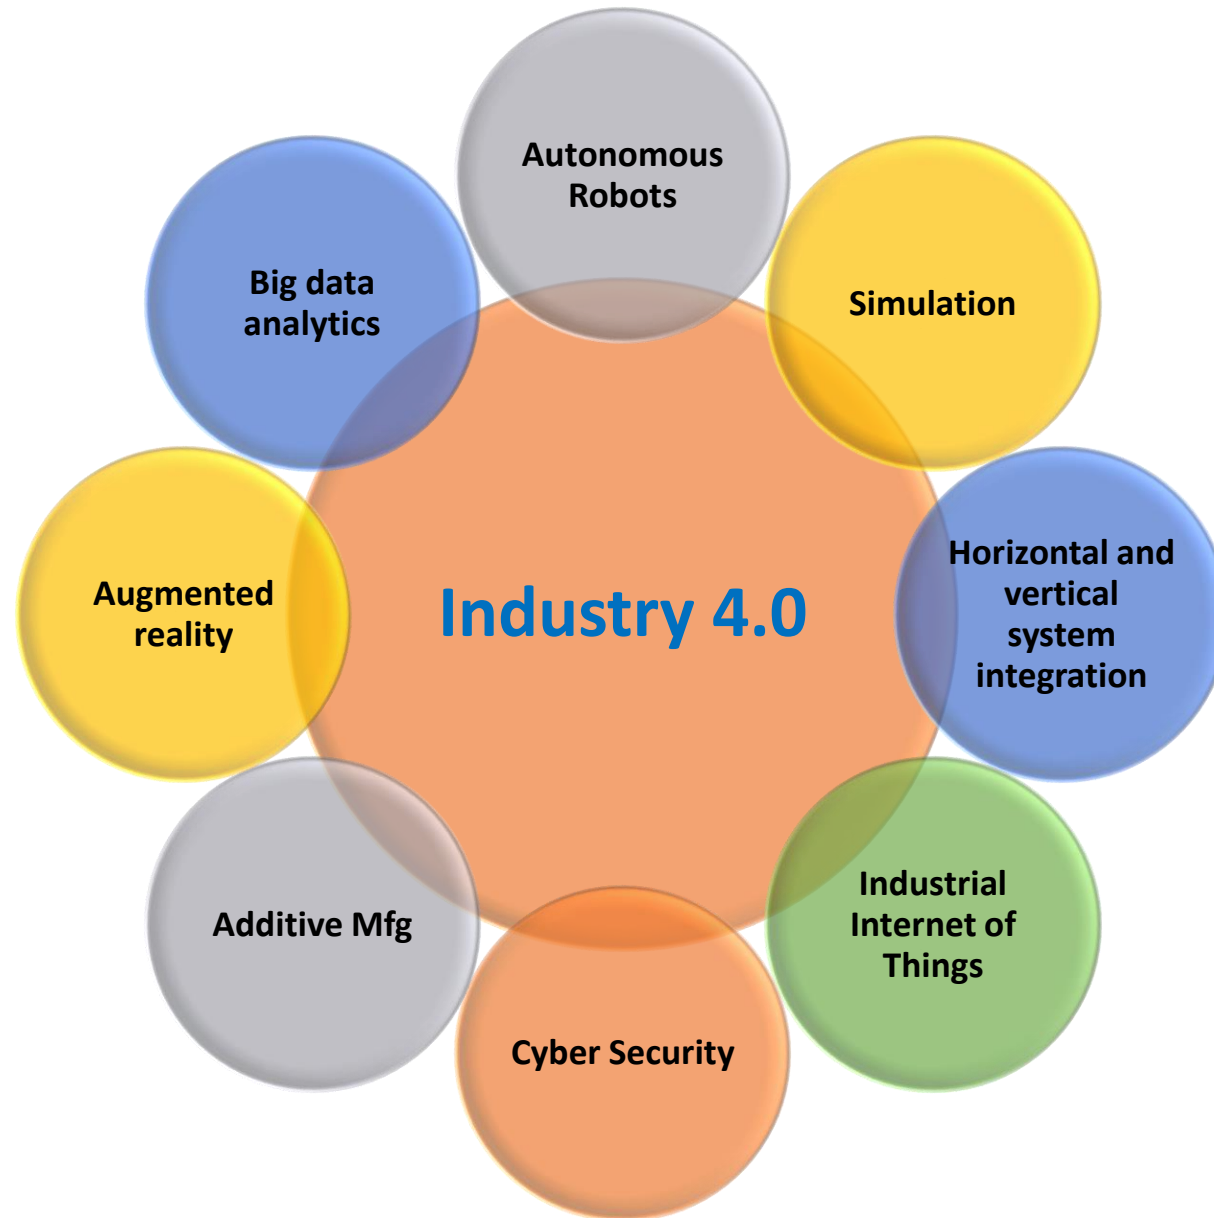 Autonomous
Robots
Simulation
Horizontal and
vertical
system
integration
Industrial
Internet of
Things
Cyber Security
Additive Mfg
Augmented
reality
Big data
analytics
Industry 4.0